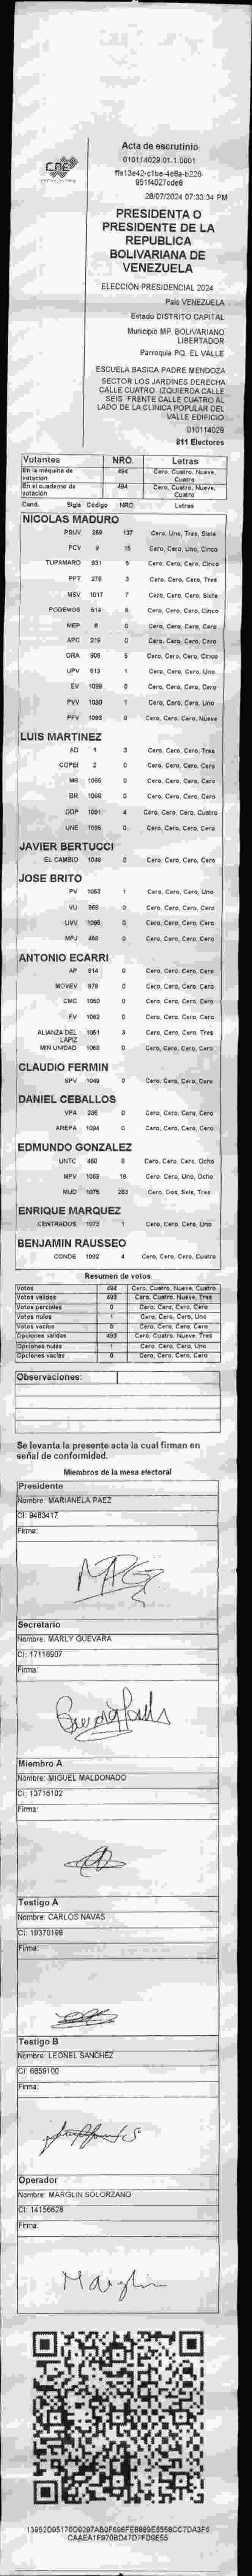 CNE
Acta de escrutinio
010114029.01.1.0001
ffa13e42-c1be-4e8a-b228-
951f4027cde8
28/07/2024 07:33:34 PM
PRESIDENTA O
PRESIDENTE DE LA
REPUBLICA
BOLIVARIANA DE
VENEZUELA
ELECCIÓN PRESIDENCIAL 2024
País VENEZUELA
Estado DISTRITO CAPITAL
Municipio MP. BOLIVARIANO
LIBERTADOR
Parroquia PQ. EL VALLE
ESCUELA BASICA PADRE MENDOZA
SECTOR LOS JARDINES DERECHA
CALLE CUATRO. IZQUIERDA CALLE
SEIS. FRENTE CALLE CUATRO AL
LADO DE LA CLINICA POPULAR DEL
VALLE EDIFICIO
010114029
811 Electores
Votantes NRO. Letras
En la máquina de votación 494 Cero, Cuatro, Nueve, Cuatro
En el cuaderno de votación 494 Cero, Cuatro, Nueve, Cuatro
Cand. Sigla Código NRO. Letras
NICOLAS MADURO
PSUV 269 137 Cero, Uno, Tres, Siete
PCV 9 15 Cero, Cero, Uno, Cinco
TUPAMARO 931 5 Cero, Cero, Cero, Cinco
PPT 276 3 Cero, Cero, Cero, Tres
MSV 1017 7 Cero, Cero, Cero, Siete
PODEMOS 514 5 Cero, Cero, Cero, Cinco
MEP 8 0 Cero, Cero, Cero, Cero
APC 219 0 Cero, Cero, Cero, Cero
ORA 906 5 Cero, Cero, Cero, Cinco
UPV 613 1 Cero, Cero, Cero, Uno
EV 1099 0 Cero, Cero, Cero, Cero
PVV 1090 1 Cero, Cero, Cero, Uno
PFV 1093 9 Cero, Cero, Cero, Nueve
LUIS MARTINEZ
AD 1 3 Cero, Cero, Cero, Tres
COPEI 2 0 Cero, Cero, Cero, Cero
MR 1066 0 Cero, Cero, Cero, Cero
BR 1068 0 Cero, Cero, Cero, Cero
DDP 1091 4 Cero, Cero, Cero, Cuatro
UNE 1095 0 Cero, Cero, Cero, Cero
JAVIER BERTUCCI
EL CAMBIO 1048 0 Cero, Cero, Cero, Cero
JOSE BRITO
PV 1053 1 Cero, Cero, Cero, Uno
VU 969 0 Cero, Cero, Cero, Cero
UVV 1096 0 Cero, Cero, Cero, Cero
MPJ 468 0 Cero, Cero, Cero, Cero
ANTONIO ECARRI
AP 914 0 Cero, Cero, Cero, Cero
MOVEV 978 0 Cero, Cero, Cero, Cero
CMC 1050 0 Cero, Cero, Cero, Cero
FV 1062 0 Cero, Cero, Cero, Cero
ALIANZA DEL LAPIZ 1051 3 Cero, Cero, Cero, Tres
MIN UNIDAD 1068 0 Cero, Cero, Cero, Cero
CLAUDIO FERMIN
SPV 1049 0 Cero, Cero, Cero, Cero
DANIEL CEBALLOS
VPA 236 0 Cero, Cero, Cero, Cero
AREPA 1094 0 Cero, Cero, Cero, Cero
EDMUNDO GONZALEZ
UNTC 460 8 Cero, Cero, Cero, Ocho
MPV 1069 18 Cero, Cero, Uno, Ocho
MUD 1075 263 Cero, Dos, Seis, Tres
ENRIQUE MARQUEZ
CENTRADOS 1073 1 Cero, Cero, Cero, Uno
BENJAMIN RAUSSEO
CONDE 1092 4 Cero, Cero, Cero, Cuatro
Resumen de votos
Votos 494 Cero, Cuatro, Nueve, Cuatro
Votos validos 493 Cero, Cuatro, Nueve, Tres
Votos parciales 0 Cero, Cero, Cero, Cero
Votos nulos 1 Cero, Cero, Cero, Uno
Votos vacíos 0 Cero, Cero, Cero, Cero
Opciones validas 493 Cero, Cuatro, Nueve, Tres
Opciones nulas 1 Cero, Cero, Cero, Uno
Opciones vacías 0 Cero, Cero, Cero, Cero
Observaciones:
Se levanta la presente acta la cual firman en
señal de conformidad.
Miembros de la mesa electoral
Presidente
Nombre: MARIANELA PAEZ
CI: 9483417
Firma:
Secretario
Nombre: MARLY GUEVARA
CI: 17116907
Firma:
Miembro A
Nombre: MIGUEL MALDONADO
CI: 13716102
Firma:
Testigo A
Nombre: CARLOS NAVAS
CI: 19370198
Firma:
Testigo B
Nombre: LEONEL SANCHEZ
CI: 6859100
Firma:
Operador
Nombre: MARGLIN SOLORZANO
CI: 14156628
Firma:
Marglin
13952D95170D9297AB0F696FE8889E6558CC7DA3F6
CAAEA1F970BD47D7FD9E55